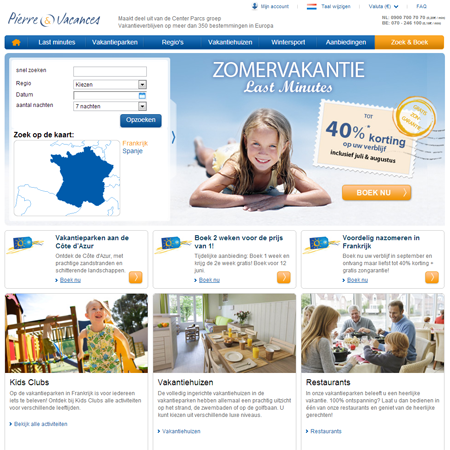 Pierre & Vacances
Maakt deel uit van de Center Parcs groep
Vakantieverblijven op meer dan 350 bestemmingen in Europa
Mijn account
Taal wijzigen
Valuta (€)
FAQ
NL: 0900 700 70 70
Last minutes
Vakantieparken
Regio's
Vakantiehuizen
Wintersport
Aanbiedingen
Zoek & Boek
snel zoeken
Regio
Kiezen
Datum
aantal nachten
7 nachten
Opzoeken
Zoek op de kaart:
Frankrijk
Spanje
ZOMERVAKANTIE
Last Minutes
TOT
40%* korting
op uw verblijf
inclusief juli & augustus
BOEK NU
Vakantieparken aan de
Côte d'Azur
Ontdek de Côte d'Azur, met
prachtige zandstranden en
schitterende landschappen.
Boek nu
Boek 2 weken voor de prijs
van 1!
Tijdelijke aanbieding: Boek 1 week en
krijg de 2e week gratis! Boek voor 12
juni.
Boek nu
Voordelig nazomeren in
Frankrijk
Boek nu uw verblijf in september en
ontvang maar liefst tot 40% korting +
gratis zongarantie!
Boek nu
Kids Clubs
Op de vakantieparken in Frankrijk is voor iedereen
iets te beleven! Ontdek bij Kids Clubs alle activiteiten
voor verschillende leeftijden.
Bekijk alle activiteiten
Vakantiehuizen
De volledig ingerichte vakantiehuizen in de
vakantieparken hebben allemaal een prachtig uitzicht
op het strand, de zwembaden of op de golfbaan. U
kunt kiezen uit verschillende luxe niveaus.
Vakantiehuizen
Restaurants
In onze vakantieparken beleeft u een heerlijke
vakantie. 100% ontspanning? Laat u dan bedienen in
één van onze restaurants en geniet van de heerlijke
gerechten!
Restaurants